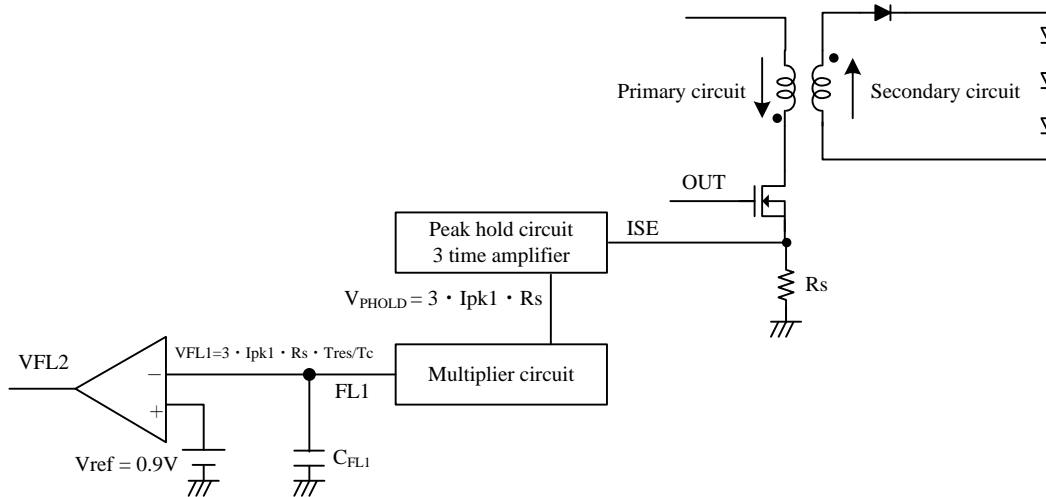 Primary circuit
Secondary circuit
OUT
Peak hold circuit
3 time amplifier
ISE
Rs
VPHOLD = 3・Ipk1・Rs
VFL2
VFL1=3・Ipk1・Rs・Tres/Tc
Multiplier circuit
−
FL1
+
Vref = 0.9V
CFL1